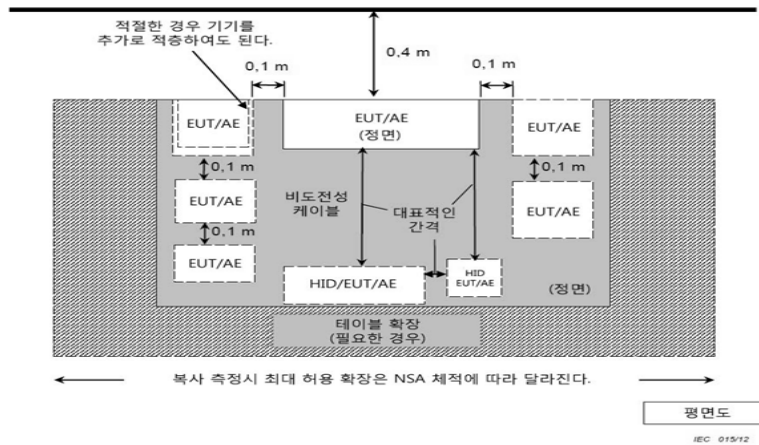 적절한 경우 기기를
추가로 적층하여도 된다.
0,1 m
0,4 m
0,1 m
EUT/AE
EUT/AE
(정면)
EUT/AE
0,1 m
0,1 m
EUT/AE
비도전성
케이블
대표적인
간격
EUT/AE
0,1 m
EUT/AE
HID/EUT/AE
HID
EUT/AE
(정면)
테이블 확장
(필요한 경우)
복사 측정시 최대 허용 확장은 NSA 체적에 따라 달라진다.
평면도
IEC 015/12